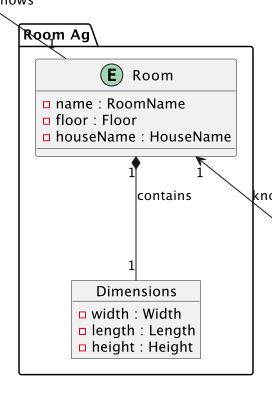 nows
Room Ag
1
E Room
name : RoomName
floor : Floor
houseName : HouseName
1
1
contains
kno
1
Dimensions
width : Width
length : Length
height : Height